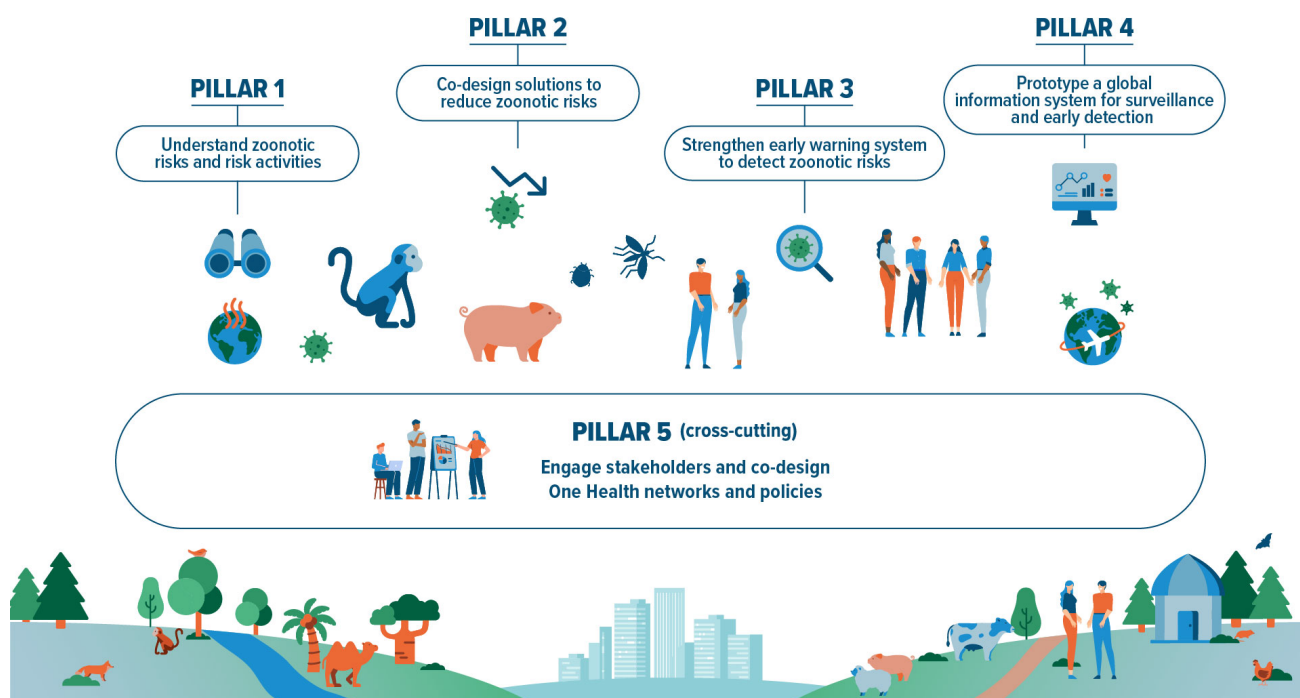 PILLAR 1
Understand zoonotic
risks and risk activities
PILLAR 2
Co-design solutions to
reduce zoonotic risks
PILLAR 3
Strengthen early warning system
to detect zoonotic risks
PILLAR 4
Prototype a global
information system for surveillance
and early detection
PILLAR 5 (cross-cutting)
Engage stakeholders and co-design
One Health networks and policies